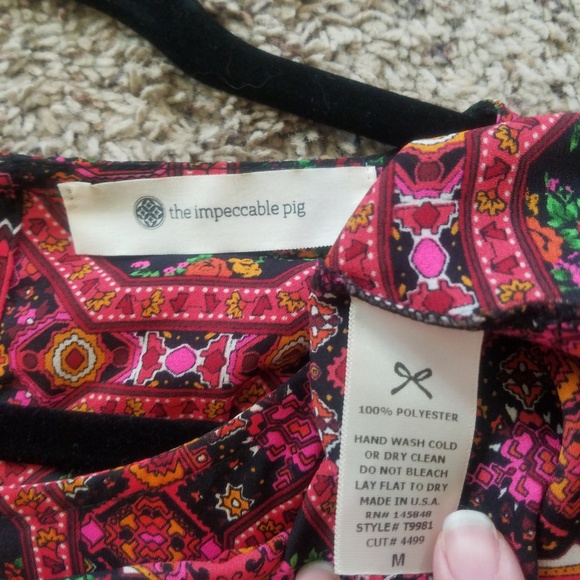 the impeccable pig
100% POLYESTER
HAND WASH COLD
OR DRY CLEAN
DO NOT BLEACH
LAY FLAT TO DRY
MADE IN U.S.A.
RN# 145848
STYLE# T9981
CUT# 4499
M